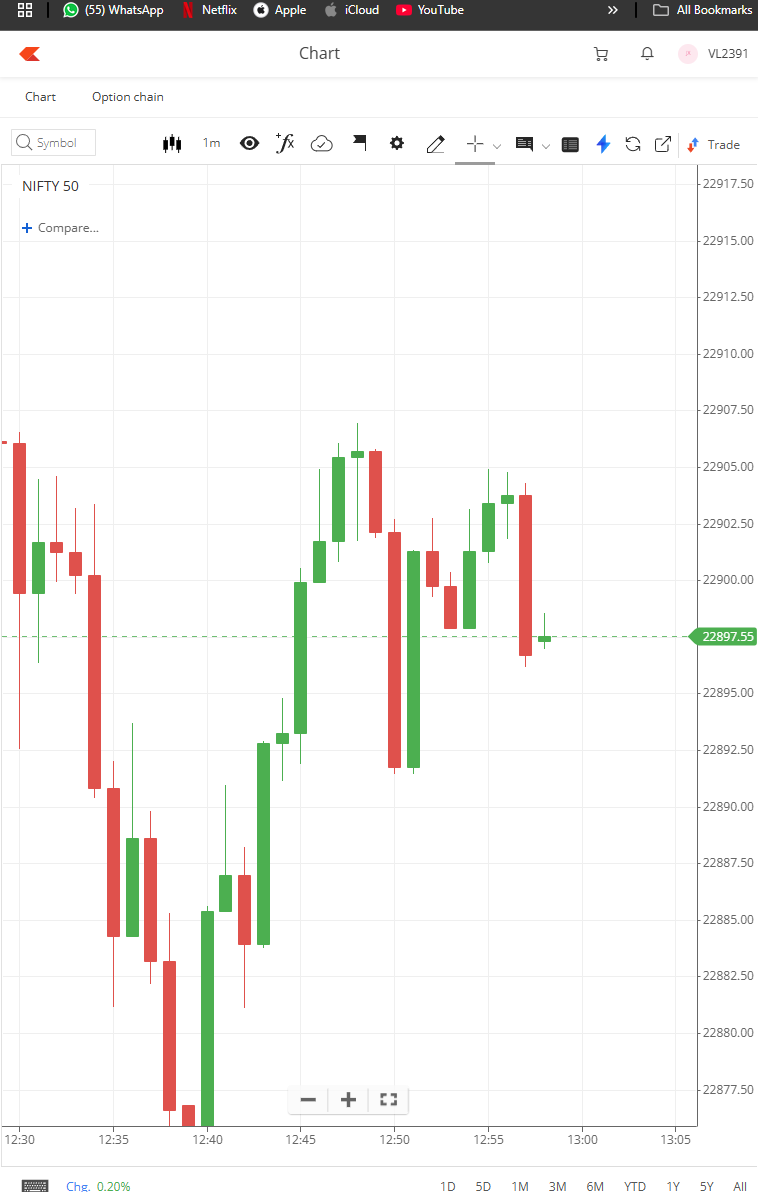 (55) WhatsApp Netflix Apple iCloud YouTube » All Bookmarks
Chart VL2391
Chart Option chain
Symbol 1m Trade
NIFTY 50
+ Compare...
22917.50
22915.00
22912.50
22910.00
22907.50
22905.00
22902.50
22900.00
22897.55
22895.00
22892.50
22890.00
22887.50
22885.00
22882.50
22880.00
22877.50
12:30 12:35 12:40 12:45 12:50 12:55 13:00 13:05
Chg. 0.20% 1D 5D 1M 3M 6M YTD 1Y 5Y All